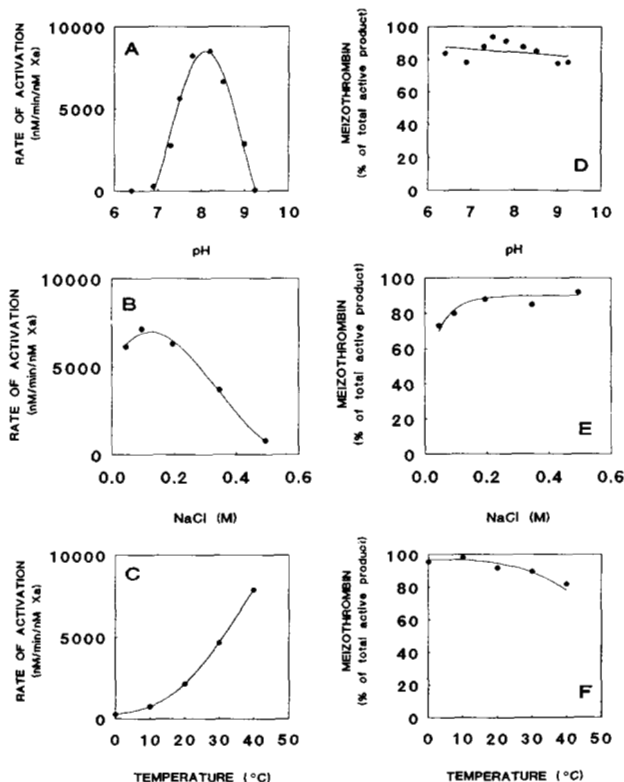 A
RATE OF ACTIVATION
(nM/min/nM Xa)
10000
5000
0
6 7 8 9 10
pH
D
MEIZOTHROMBIN
(% of total active product)
100
80
60
40
20
0
6 7 8 9 10
pH
B
RATE OF ACTIVATION
(nM/min/nM Xa)
10000
5000
0
0.0 0.2 0.4 0.6
NaCl (M)
E
MEIZOTHROMBIN
(% of total active product)
100
80
60
40
20
0
0.0 0.2 0.4 0.6
NaCl (M)
C
RATE OF ACTIVATION
(nM/min/nM Xa)
10000
5000
0
0 10 20 30 40 50
TEMPERATURE (°C)
F
MEIZOTHROMBIN
(% of total active product)
100
80
60
40
20
0
0 10 20 30 40 50
TEMPERATURE (°C)